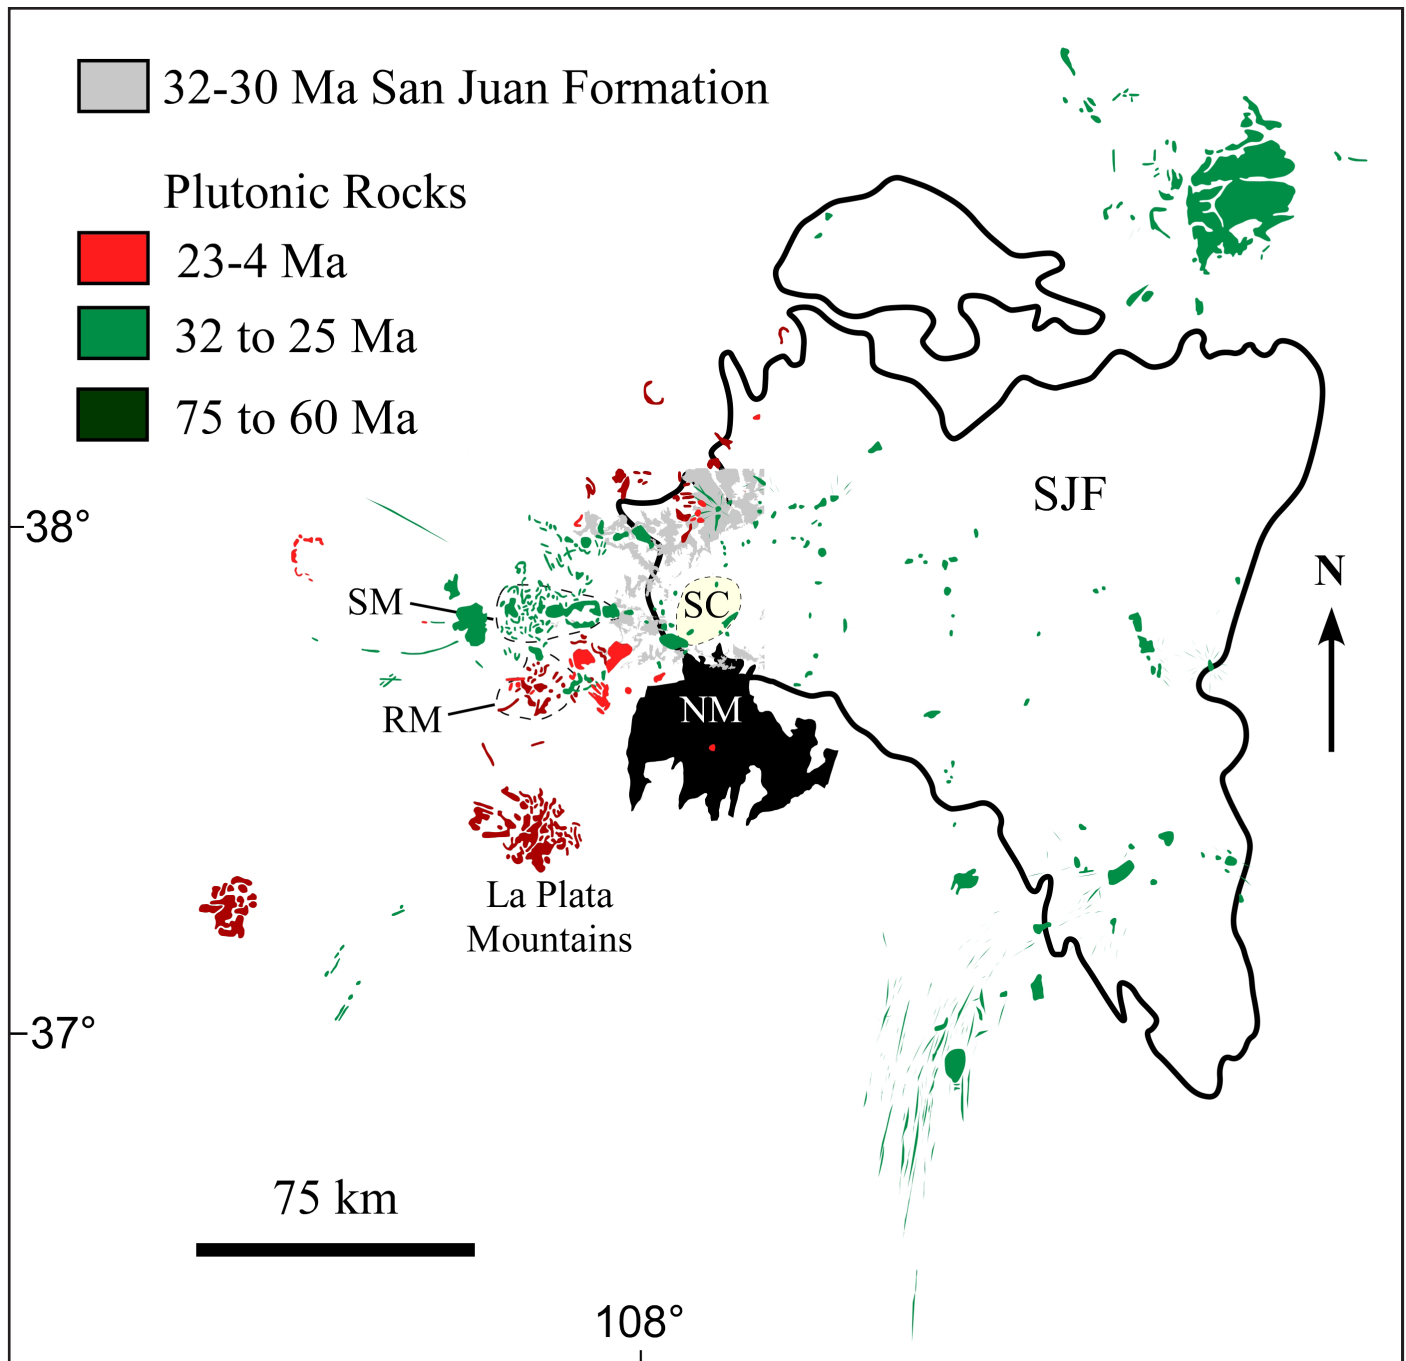 32-30 Ma San Juan Formation
Plutonic Rocks
23-4 Ma
32 to 25 Ma
75 to 60 Ma
SJF
38°
N
SM
SC
RM
NM
La Plata
Mountains
37°
75 km
108°